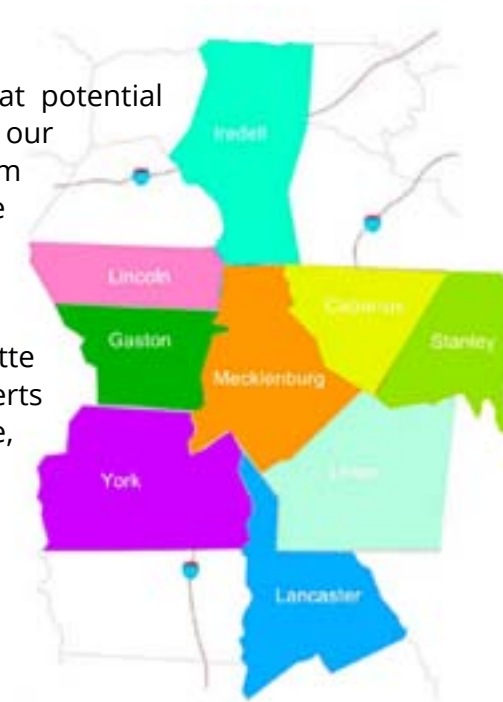 at potential
our
m
e
tte
erts
e,
Iredell
Lincoln
Cabarrus
Gaston
Stanley
Mecklenburg
Union
York
Lancaster